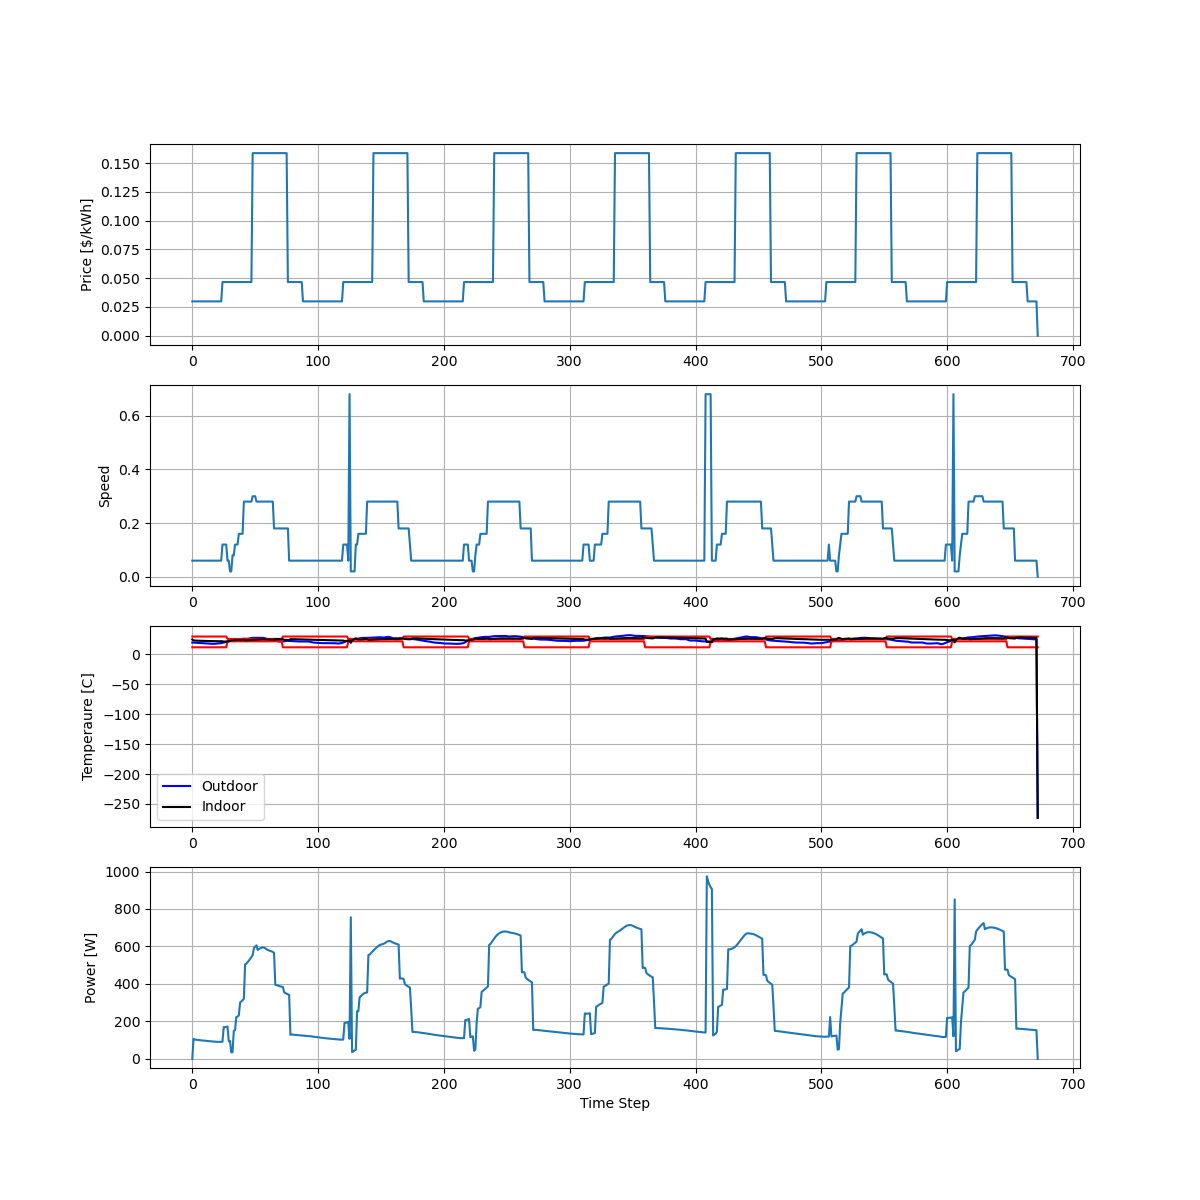 0.150
0.125
0.100
0.075
0.050
0.025
0.000
Price [$/kWh]
0 100 200 300 400 500 600 700
0.6
0.4
0.2
0.0
Speed
0 100 200 300 400 500 600 700
0
−50
−100
−150
−200
−250
Temperaure [C]
Outdoor
Indoor
0 100 200 300 400 500 600 700
1000
800
600
400
200
0
Power [W]
0 100 200 300 400 500 600 700
Time Step